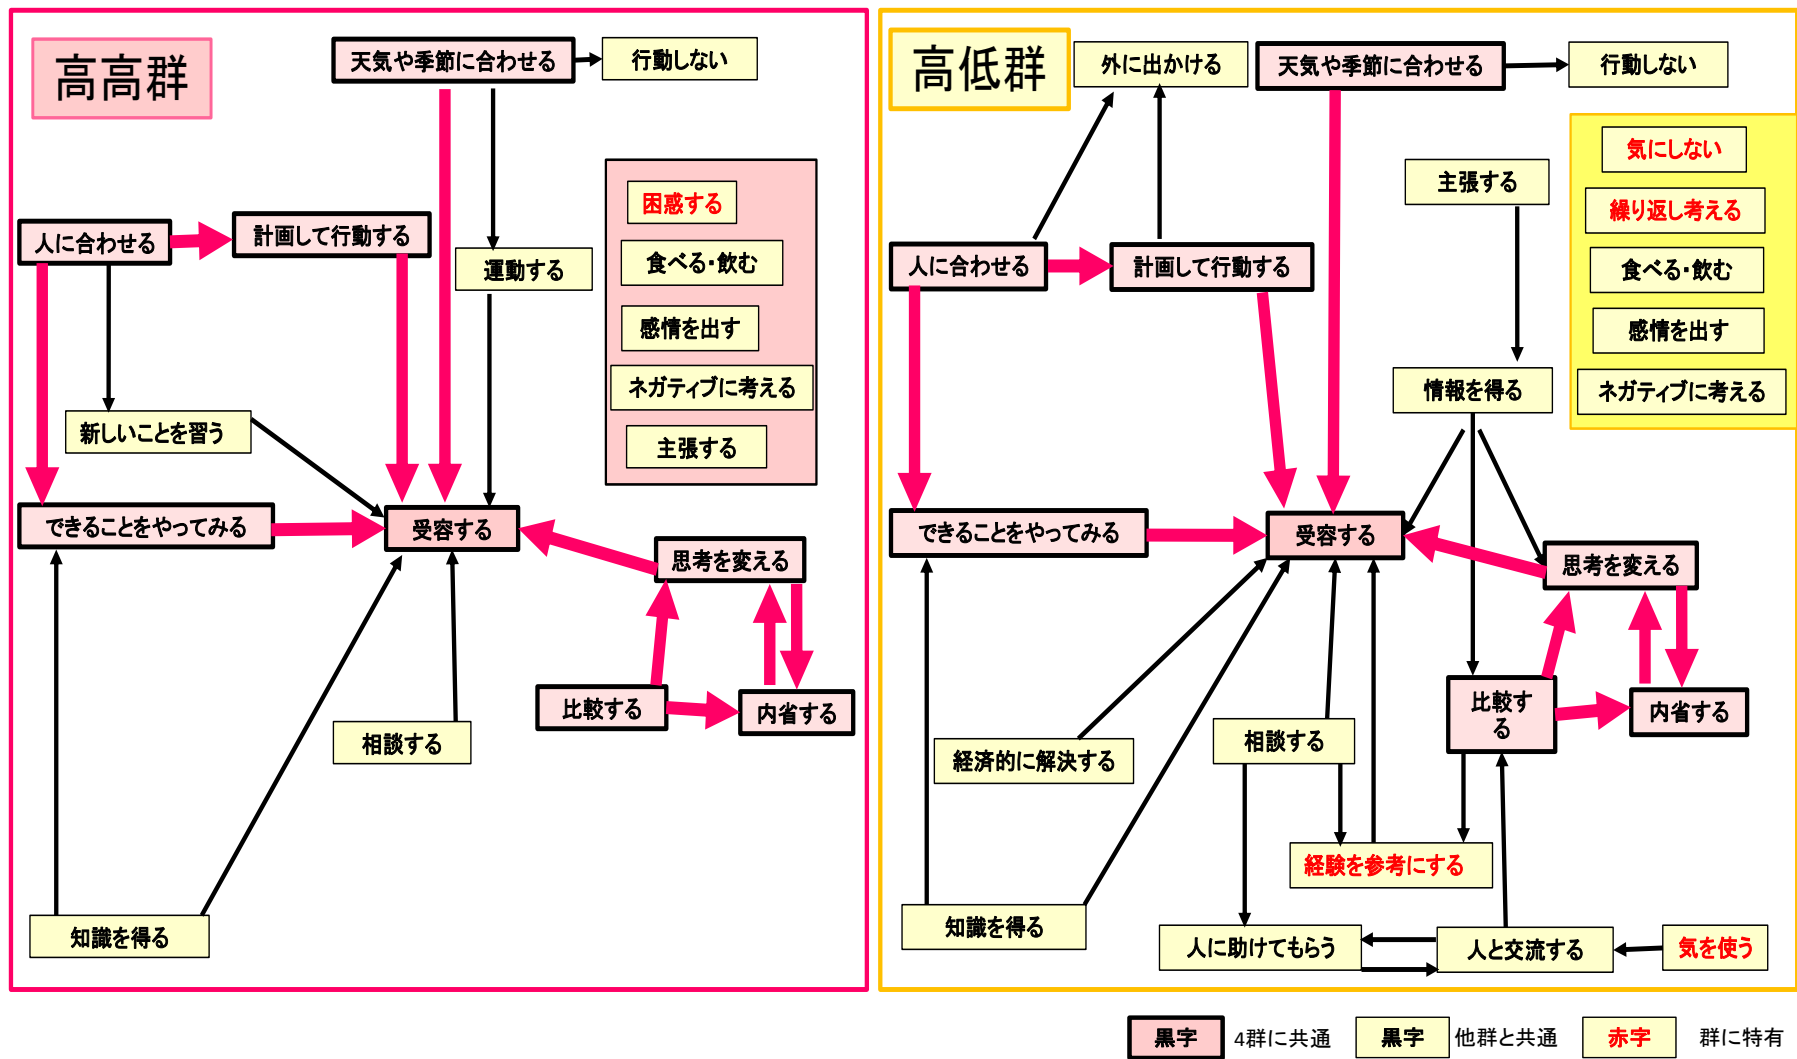 高高群
天気や季節に合わせる
行動しない
人に合わせる
計画して行動する
運動する
困惑する
食べる・飲む
感情を出す
ネガティブに考える
主張する
新しいことを習う
できることをやってみる
受容する
思考を変える
比較する
内省する
相談する
知識を得る
高低群
外に出かける
天気や季節に合わせる
行動しない
気にしない
繰り返し考える
食べる・飲む
感情を出す
ネガティブに考える
主張する
人に合わせる
計画して行動する
情報を得る
できることをやってみる
受容する
思考を変える
比較す
る
内省する
経済的に解決する
相談する
経験を参考にする
知識を得る
人に助けてもらう
人と交流する
気を使う
黒字
4群に共通
黒字
他群と共通
赤字
群に特有